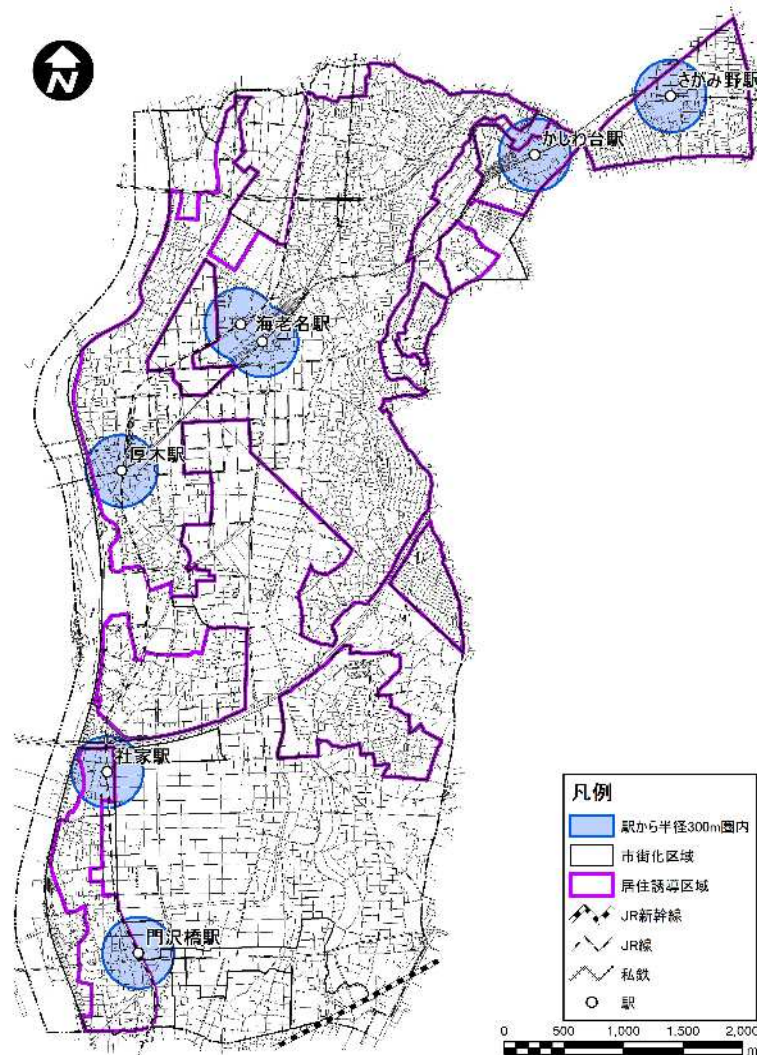 N
さがみ野駅
かしわ台駅
海老名駅
厚木駅
社家駅
門沢橋駅
凡例
駅から半径300m圏内
市街化区域
居住誘導区域
JR新幹線
JR線
私鉄
駅
0 500 1,000 1,500 2,000
m